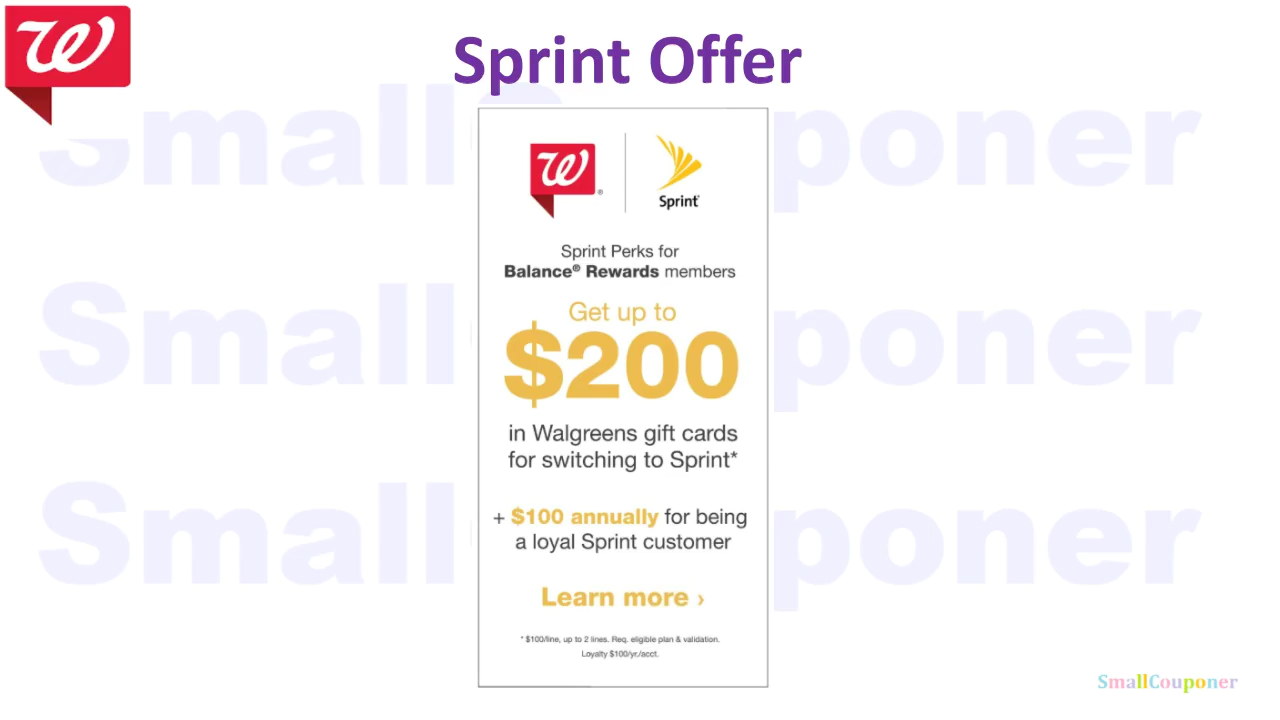 Sprint Offer
SmallCouponer
W
W®
Sprint
Sprint Perks for
Balance® Rewards members
Get up to
$200
in Walgreens gift cards
for switching to Sprint*
+ $100 annually for being
a loyal Sprint customer
Learn more ›
* $100/line, up to 2 lines. Req. eligible plan & validation.
Loyalty $100/yr./acct.
SmallCouponer